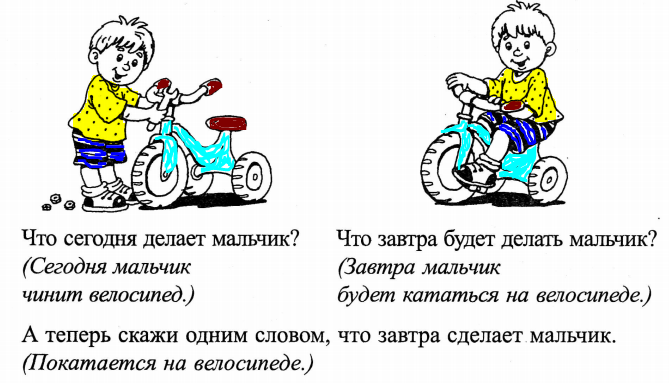 Что сегодня делает мальчик?
(Сегодня мальчик
чинит велосипед.)
Что завтра будет делать мальчик?
(Завтра мальчик
будет кататься на велосипеде.)
А теперь скажи одним словом, что завтра сделает мальчик.
(Покатается на велосипеде.)